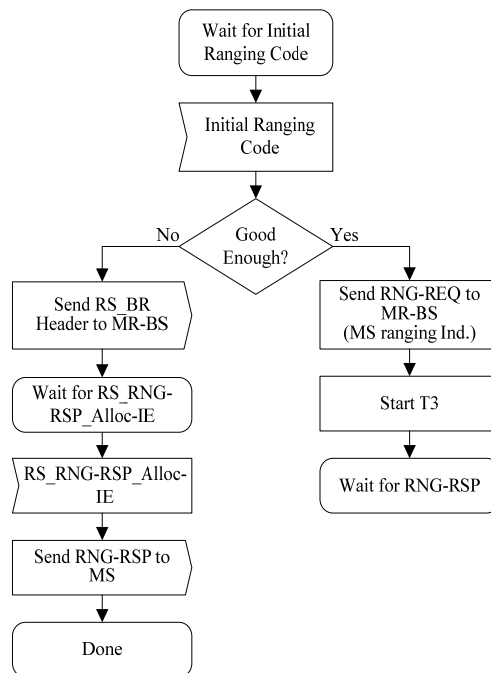 Wait for Initial
Ranging Code
Initial Ranging
Code
Good
Enough?
No
Yes
Send RS_BR
Header to MR-BS
Wait for RS_RNG-
RSP_Alloc-IE
RS_RNG-RSP_Alloc-
IE
Send RNG-RSP to
MS
Done
Send RNG-REQ to
MR-BS
(MS ranging Ind.)
Start T3
Wait for RNG-RSP